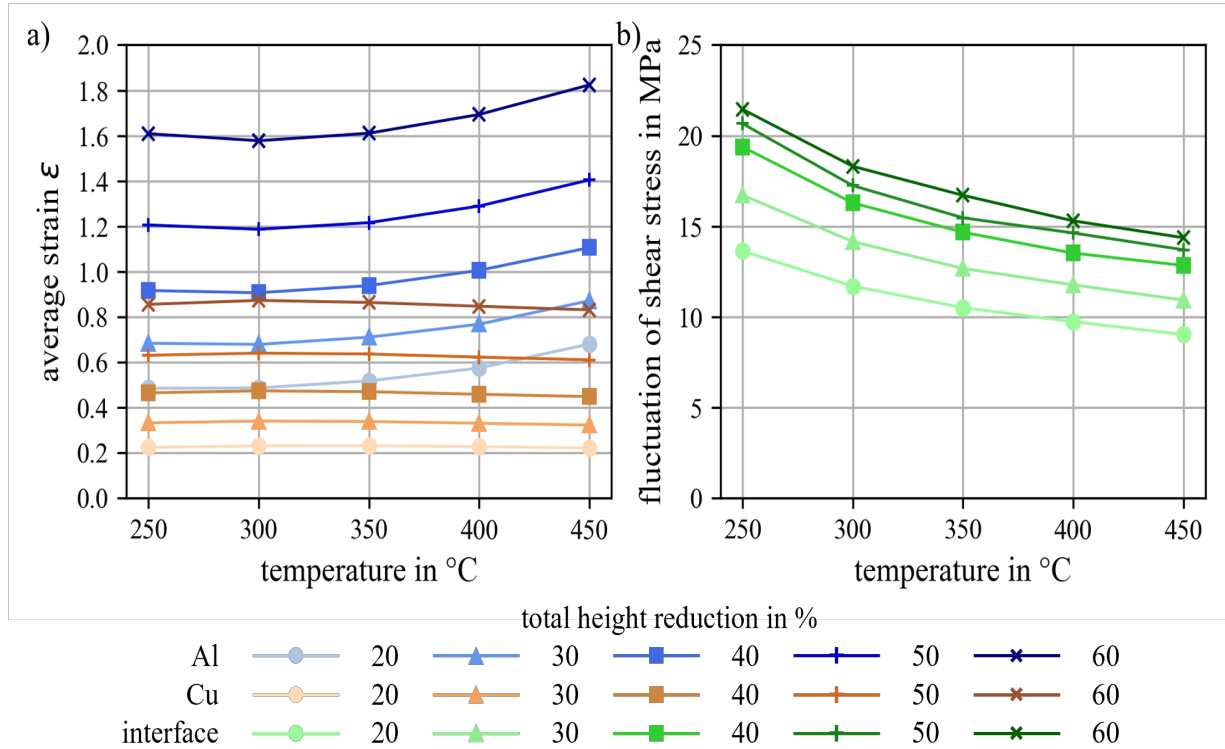 a)
average strain ε
2.0
1.8
1.6
1.4
1.2
1.0
0.8
0.6
0.4
0.2
0.0
250 300 350 400 450
temperature in °C
b)
fluctuation of shear stress in MPa
25
20
15
10
5
0
250 300 350 400 450
temperature in °C
total height reduction in %
Al 20 30 40 50 60
Cu 20 30 40 50 60
interface 20 30 40 50 60